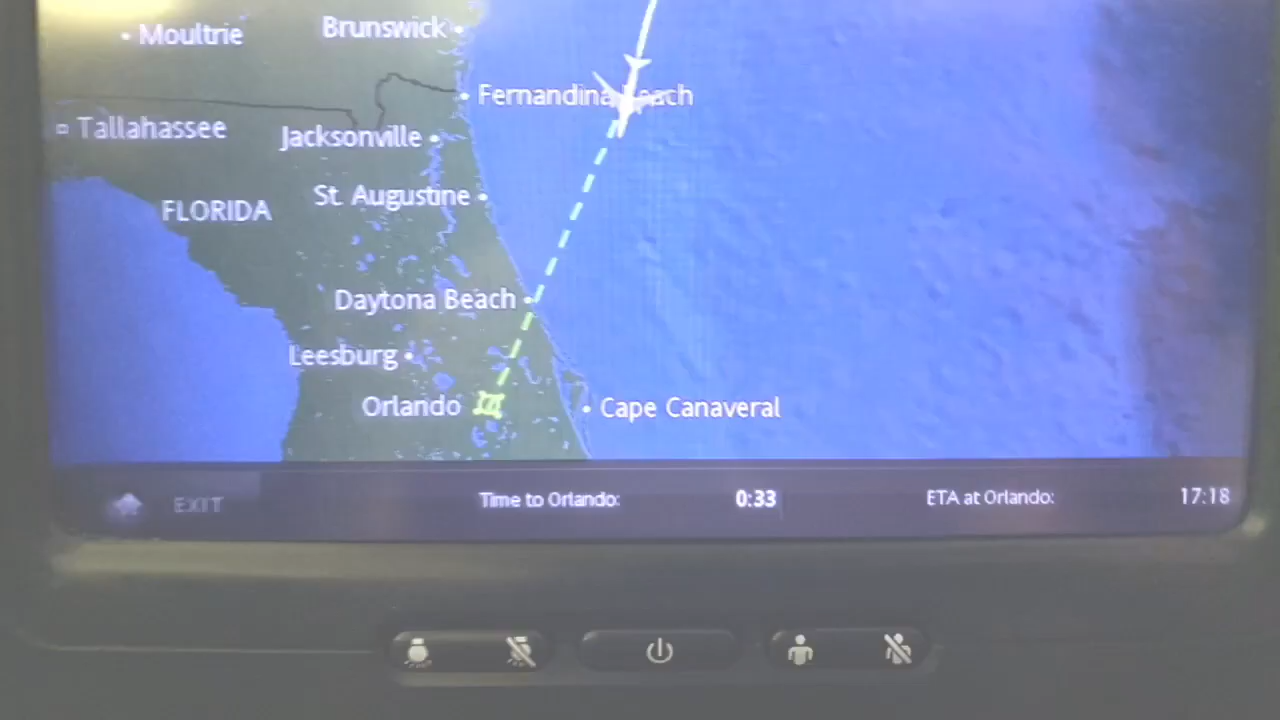 Moultrie
Brunswick
Fernandina Beach
Tallahassee
Jacksonville
St. Augustine
FLORIDA
Daytona Beach
Leesburg
Orlando
Cape Canaveral
EXIT
Time to Orlando:
0:33
ETA at Orlando:
17:18